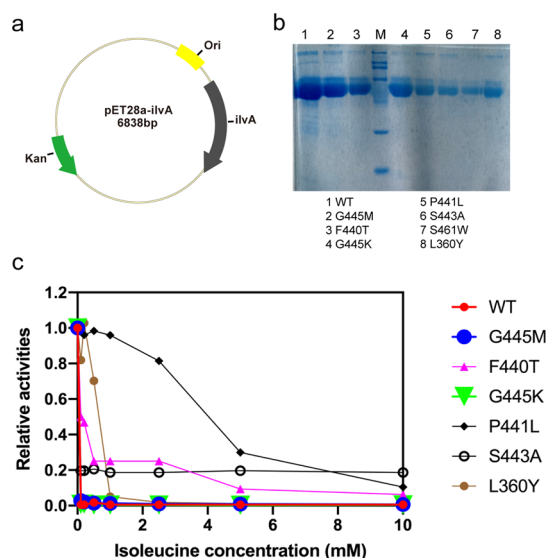 a
Ori
pET28a-ilvA
6838bp
ilvA
Kan
b
1 2 3 M 4 5 6 7 8
1 WT
2 G445M
3 F440T
4 G445K
5 P441L
6 S443A
7 S461W
8 L360Y
c
Relative activities
1.2
1.0
0.8
0.6
0.4
0.2
0.0
0 2 4 6 8 10
Isoleucine concentration (mM)
WT
G445M
F440T
G445K
P441L
S443A
L360Y